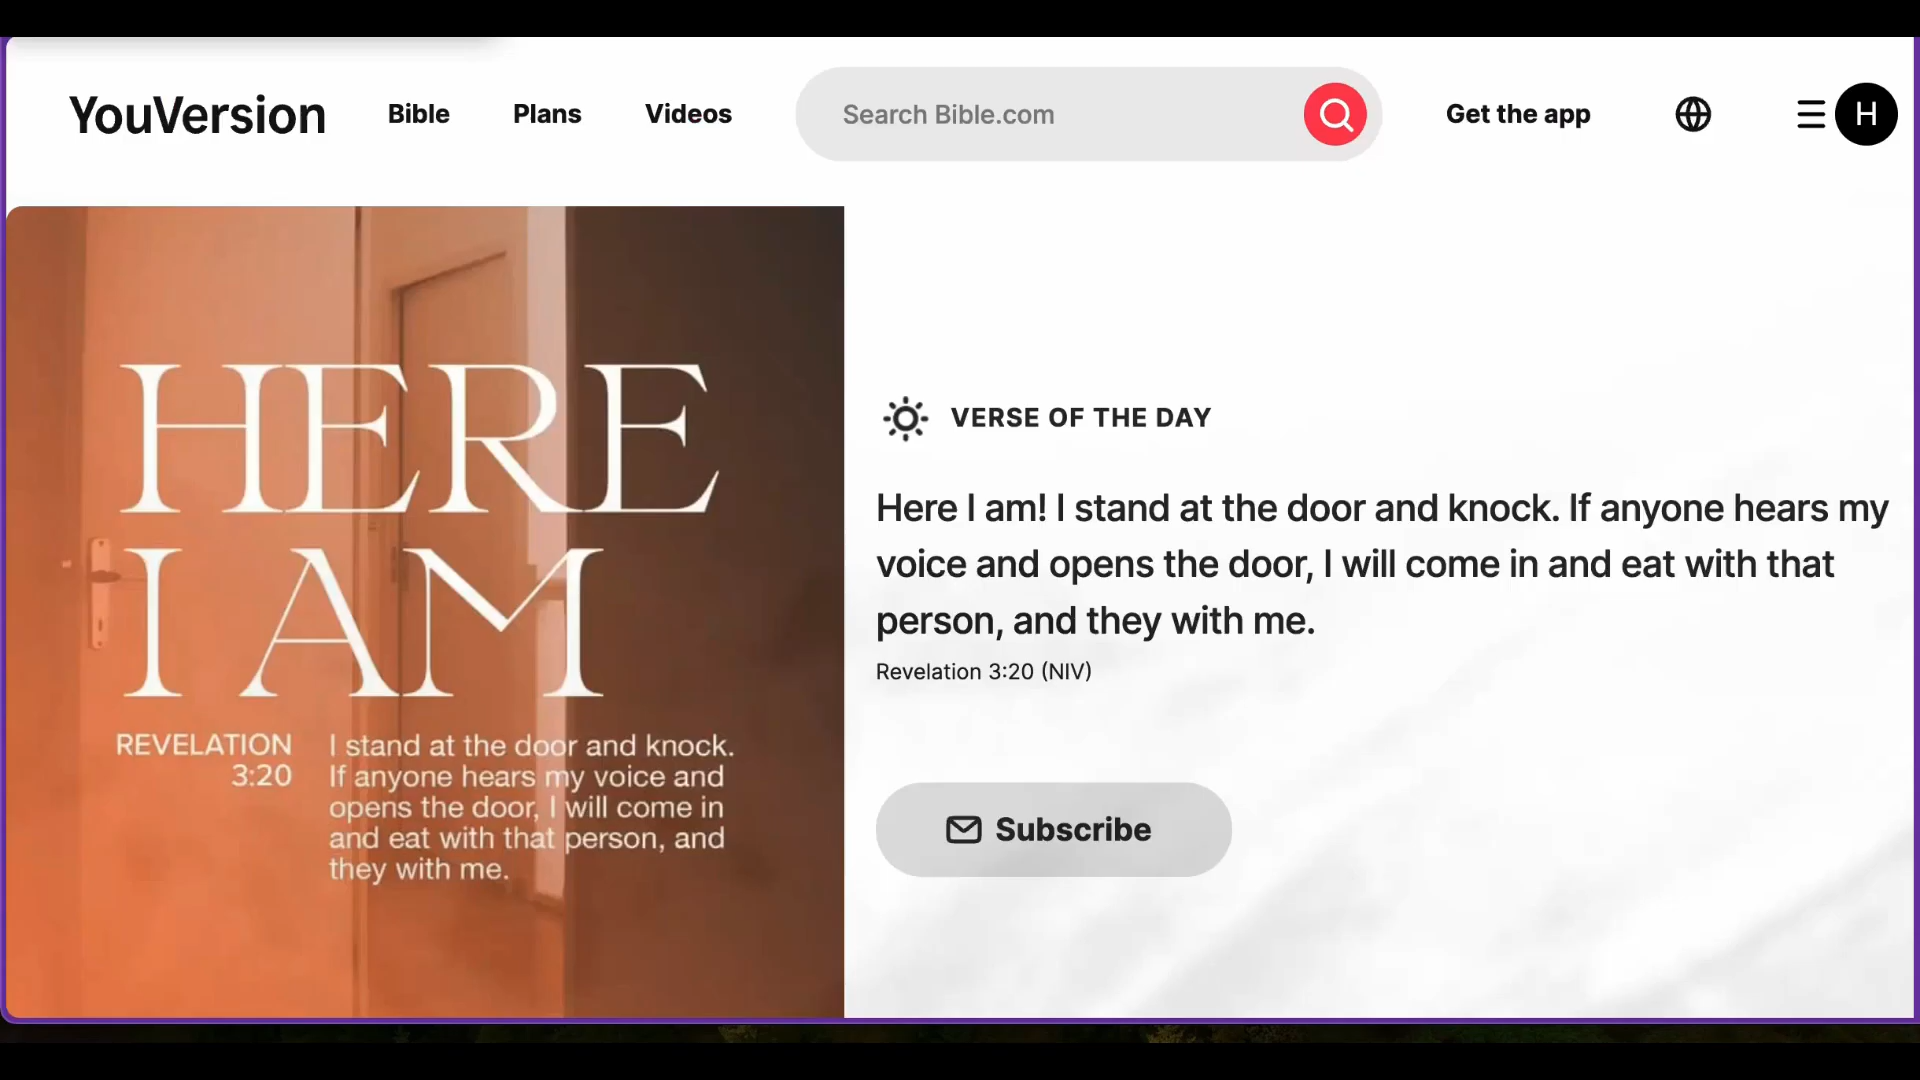 YouVersion Bible Plans Videos Search Bible.com Get the app H
HERE
I AM
REVELATION
3:20
I stand at the door and knock.
If anyone hears my voice and
opens the door, I will come in
and eat with that person, and
they with me.
VERSE OF THE DAY
Here I am! I stand at the door and knock. If anyone hears my
voice and opens the door, I will come in and eat with that
person, and they with me.
Revelation 3:20 (NIV)
Subscribe